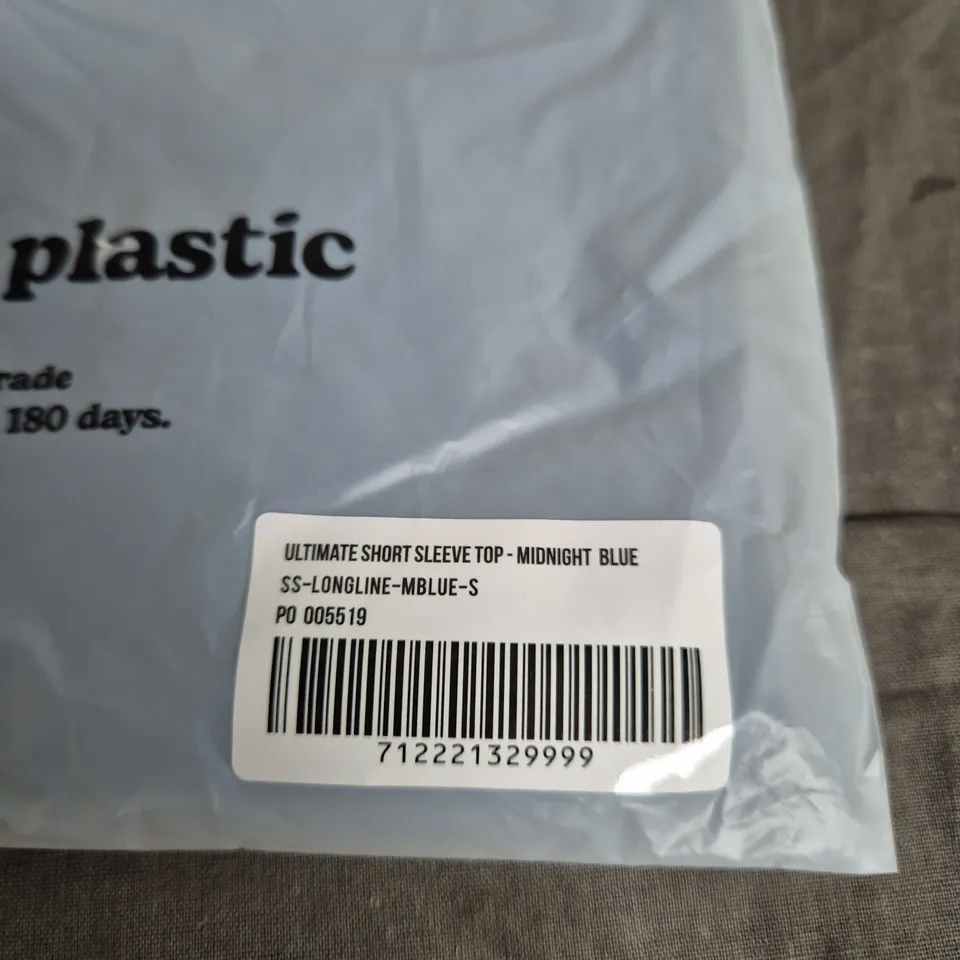 plastic
rade
180 days.
ULTIMATE SHORT SLEEVE TOP - MIDNIGHT BLUE
SS-LONGLINE-MBLUE-S
PO 005519
712221329999